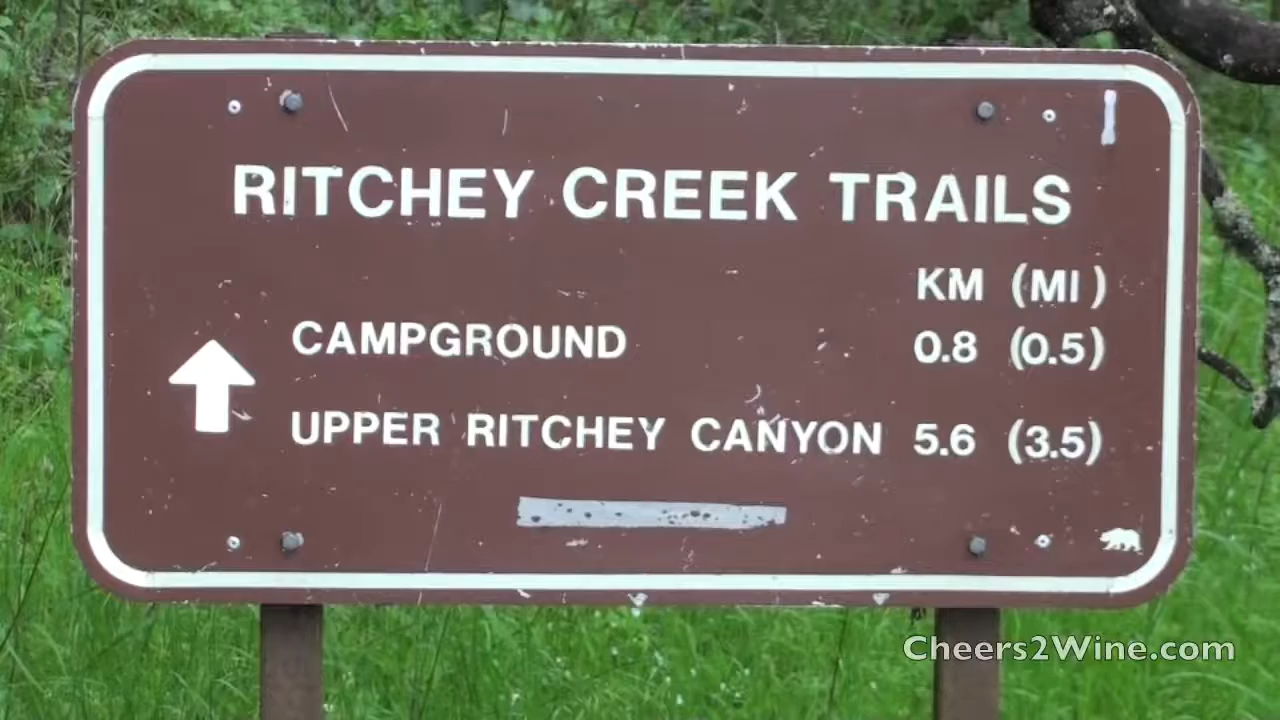 RITCHEY CREEK TRAILS
KM (MI)
CAMPGROUND 0.8 (0.5)
UPPER RITCHEY CANYON 5.6 (3.5)
Cheers2Wine.com